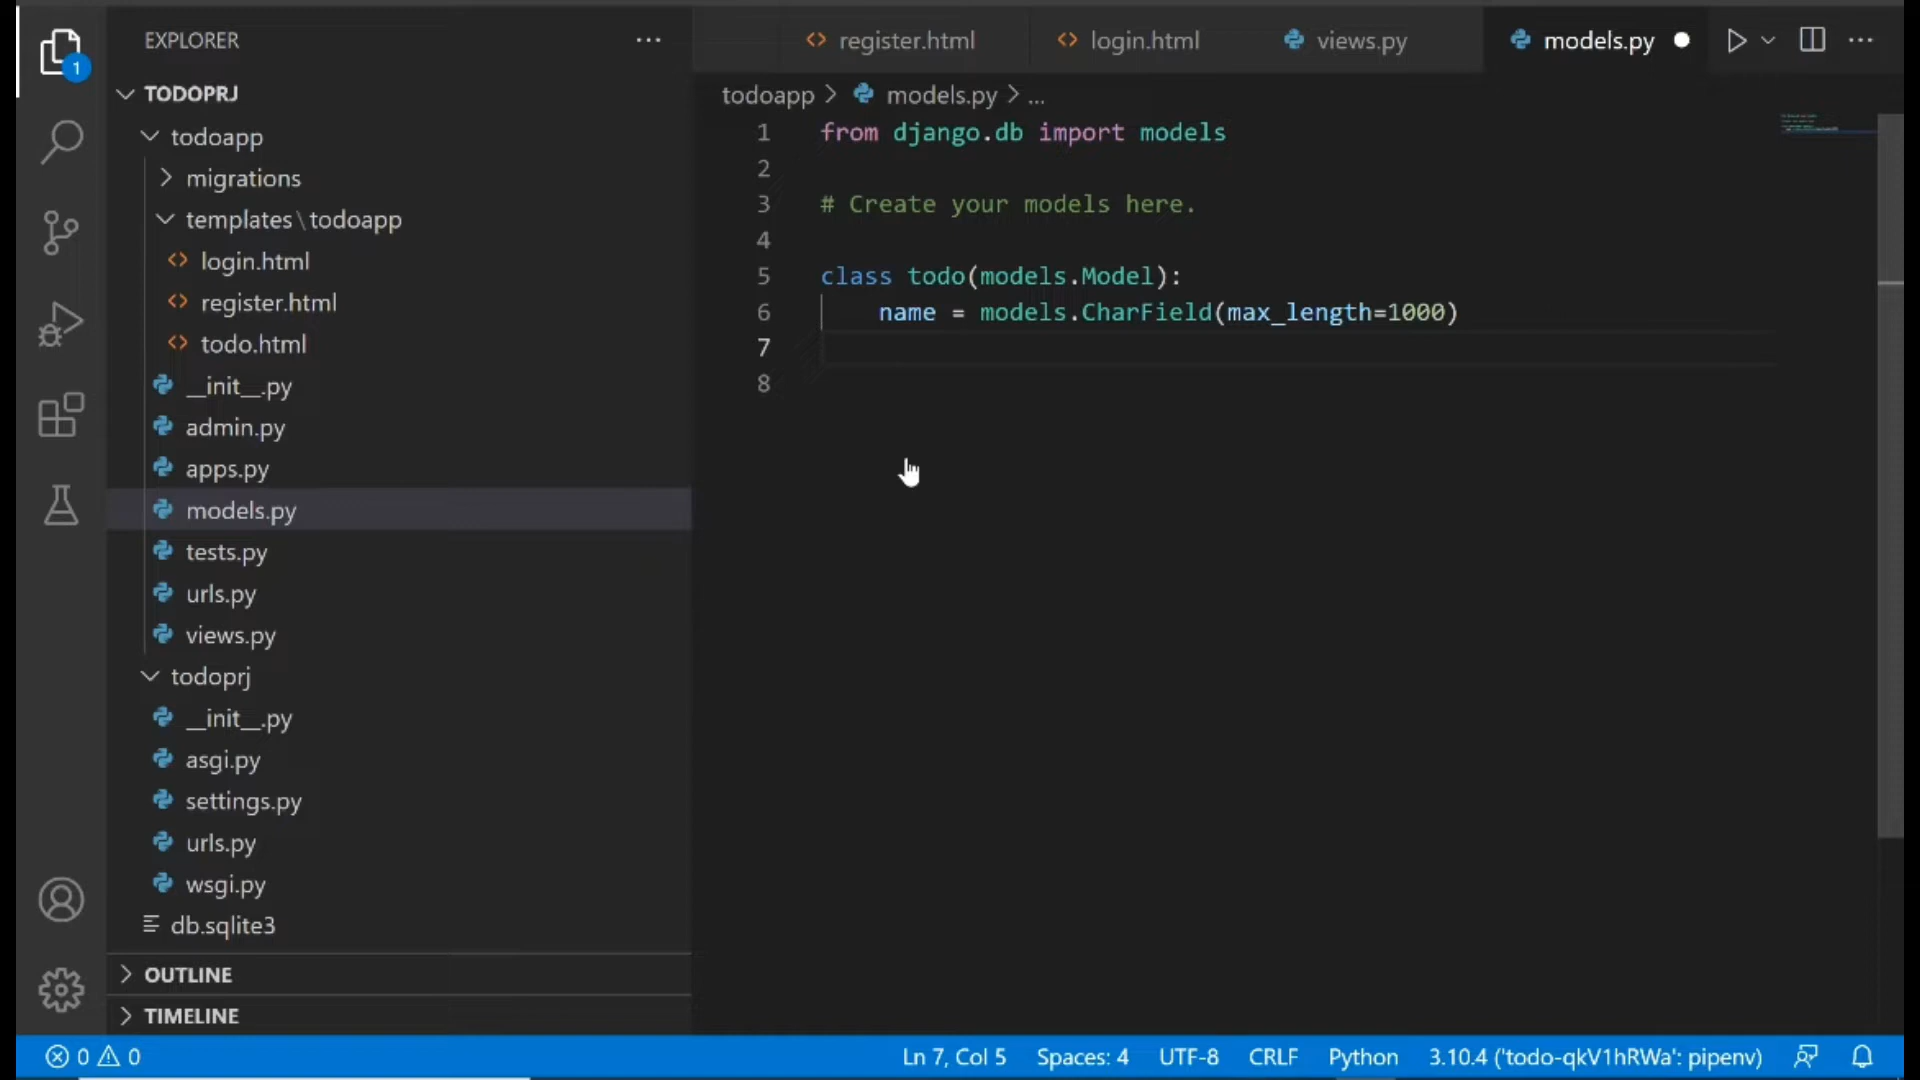 EXPLORER
1
TODOPRJ
todoapp
migrations
templates\todoapp
login.html
register.html
todo.html
__init__.py
admin.py
apps.py
models.py
tests.py
urls.py
views.py
todoprj
__init__.py
asgi.py
settings.py
urls.py
wsgi.py
db.sqlite3
OUTLINE
TIMELINE
register.html login.html views.py models.py
todoapp > models.py > ...
1 from django.db import models
2
3 # Create your models here.
4
5 class todo(models.Model):
6 name = models.CharField(max_length=1000)
7
8
0 0 Ln 7, Col 5 Spaces: 4 UTF-8 CRLF Python 3.10.4 ('todo-qkV1hRWa': pipenv)